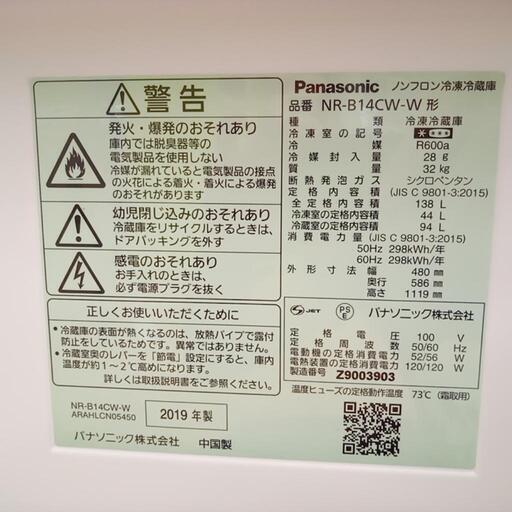 警告
発火・爆発のおそれあり
庫内では脱臭器等の
電気製品を使用しない
冷媒が漏れていると電気製品の接点
の火花による着火・着火爆発の
おそれあり
幼児閉じ込みのおそれあり
冷蔵庫をリサイクルするときは、
ドアパッキングを外す
感電のおそれあり
お手入れのときは、
必ず電源プラグを抜く
正しくお使いいただくために
•冷蔵庫の表面が熱くなるのは、放熱パイプで露付
防止をしているためで異常ではありません。
•冷蔵室奥のレバーを「節電」設定にすると、庫内
温度が約1～2℃高めになります。
詳しくは取扱説明書をご覧ください。
NR-B14CW-W
ARAHLCN05450
2019年製
パナソニック株式会社 中国製
Panasonic ノンフロン冷凍冷蔵庫
品番 NR-B14CW-W 形
種類 冷凍冷蔵庫
冷凍室の記号
冷媒 R600a
冷媒封入量 28 g
質量 32 kg
断熱発泡ガス シクロペンタン
定格内容積 (JIS C 9801-3:2015)
全定格内容積 138 L
冷凍室の定格内容積 44 L
冷蔵室の定格内容積 94 L
消費電力量 (JIS C 9801-3:2015)
50Hz 298kWh/年
60Hz 298kWh/年
外形寸法 幅 480 mm
奥行 586 mm
高さ 1119 mm
JET PSE パナソニック株式会社
定格電圧 100 V
定格周波数 50/60 Hz
電動機の定格消費電力 52/56 W
電熱装置の定格消費電力 120/120 W
製造番号 Z9003903
温度ヒューズの定格動作温度 73℃ (霜取用)